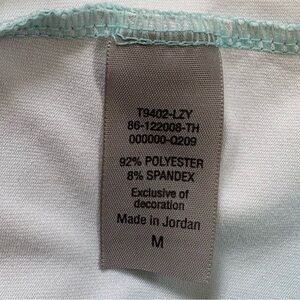 T9402-LZY
86-122008-TH
000000-Q209
92% POLYESTER
8% SPANDEX
Exclusive of
decoration
Made in Jordan
M